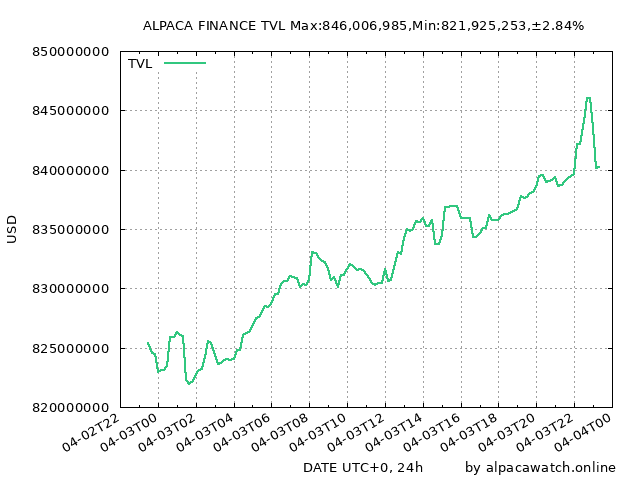 ALPACA FINANCE TVL Max:846,006,985,Min:821,925,253,±2.84%
TVL
850000000
845000000
840000000
835000000
830000000
825000000
820000000
USD
04-02T22
04-03T00
04-03T02
04-03T04
04-03T06
04-03T08
04-03T10
04-03T12
04-03T14
04-03T16
04-03T18
04-03T20
04-03T22
04-04T00
DATE UTC+0, 24h
by alpacawatch.online